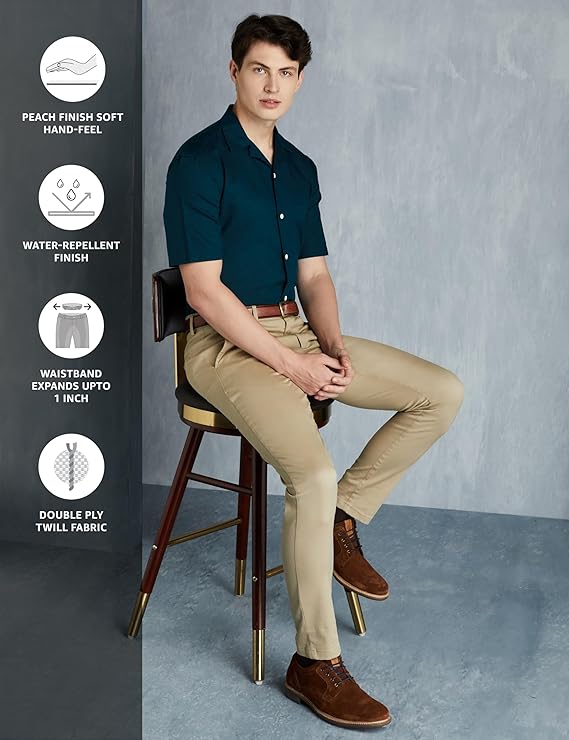 PEACH FINISH SOFT
HAND-FEEL
WATER-REPELLENT
FINISH
WAISTBAND
EXPANDS UPTO
1 INCH
DOUBLE PLY
TWILL FABRIC